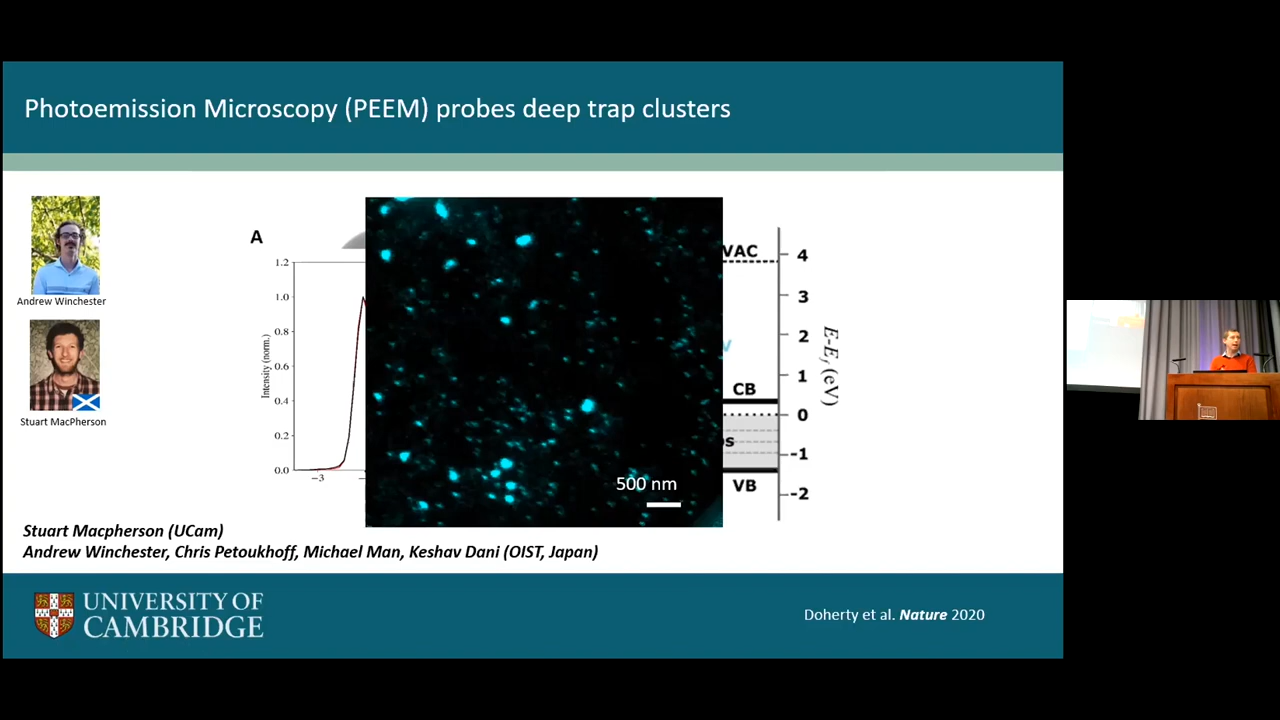 Photoemission Microscopy (PEEM) probes deep trap clusters
Andrew Winchester
Stuart MacPherson
A
1.2
1.0
0.8
0.6
0.4
0.2
0.0
Intensity (norm.)
−3
500 nm
VAC
CB
VB
4
3
2
1
0
-1
-2
E-Ef (eV)
Stuart Macpherson (UCam)
Andrew Winchester, Chris Petoukhoff, Michael Man, Keshav Dani (OIST, Japan)
UNIVERSITY OF
CAMBRIDGE
Doherty et al. Nature 2020